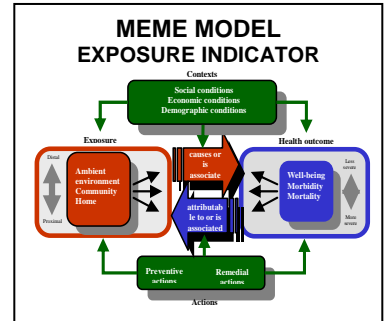 MEME MODEL
EXPOSURE INDICATOR
Contexts
Social conditions
Economic conditions
Demographic conditions
Exposure
Health outcome
causes or
is
associate
Distal
Proximal
Ambient
environment
Community
Home
Well-being
Morbidity
Mortality
Less
severe
More
severe
attributab
le to or is
associated
Preventive
actions
Remedial
actions
Actions